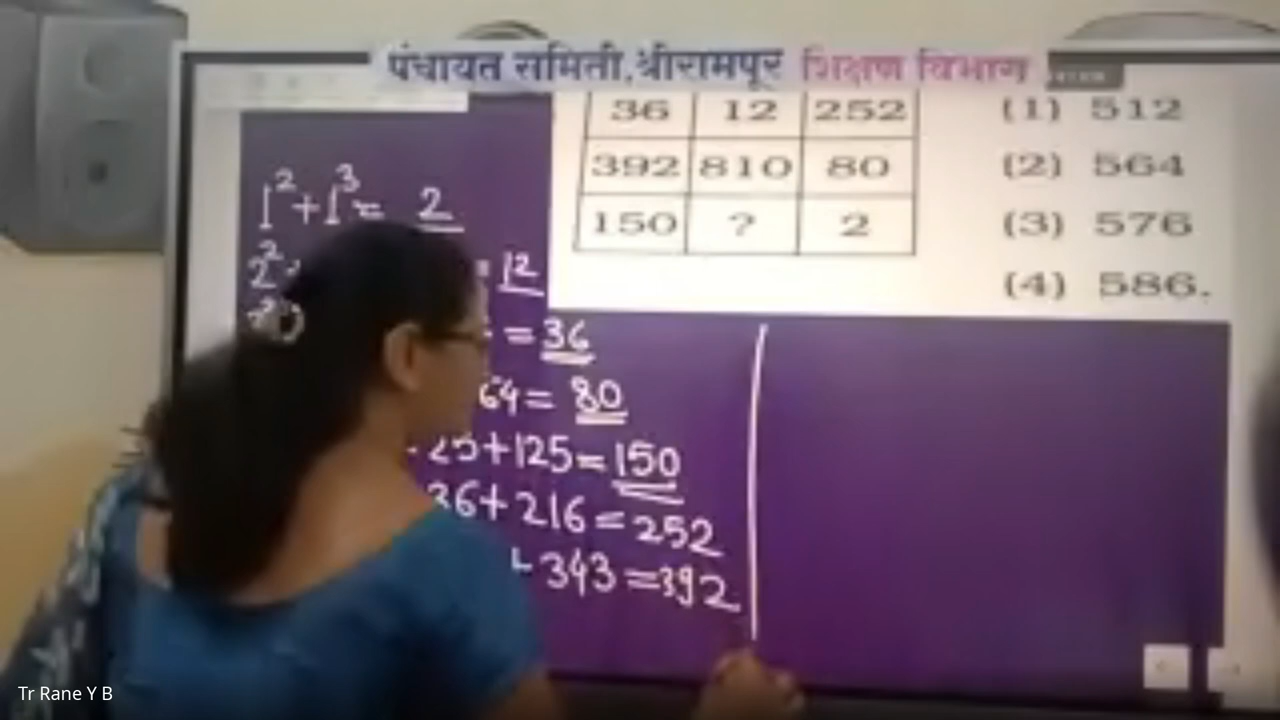 पंचायत समिती,श्रीरामपूर शिक्षण विभाग
36 12 252
392 810 80
150 ? 2
(1) 512
(2) 564
(3) 576
(4) 586.
1²+1³= 2
2² = 12
= 36
64= 80
25+125=150
36+216=252
+343=392
Tr Rane Y B